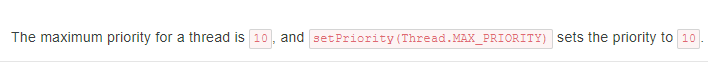 The maximum priority for a thread is 10, and setPriority(Thread.MAX_PRIORITY) sets the priority to 10.